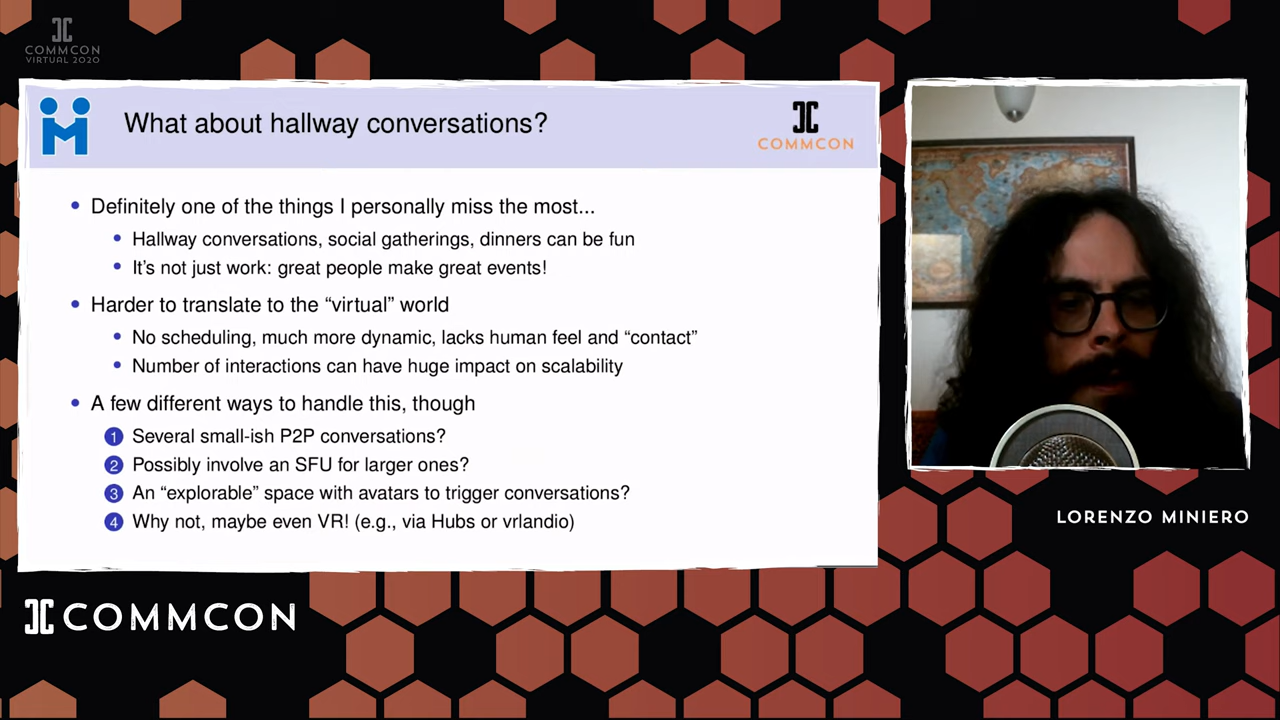 COMMCON
VIRTUAL 2020
What about hallway conversations?
COMMCON
• Definitely one of the things I personally miss the most...
• Hallway conversations, social gatherings, dinners can be fun
• It's not just work: great people make great events!
• Harder to translate to the “virtual” world
• No scheduling, much more dynamic, lacks human feel and “contact”
• Number of interactions can have huge impact on scalability
• A few different ways to handle this, though
1 Several small-ish P2P conversations?
2 Possibly involve an SFU for larger ones?
3 An “explorable” space with avatars to trigger conversations?
4 Why not, maybe even VR! (e.g., via Hubs or vrlandio)
LORENZO MINIERO
COMMCON